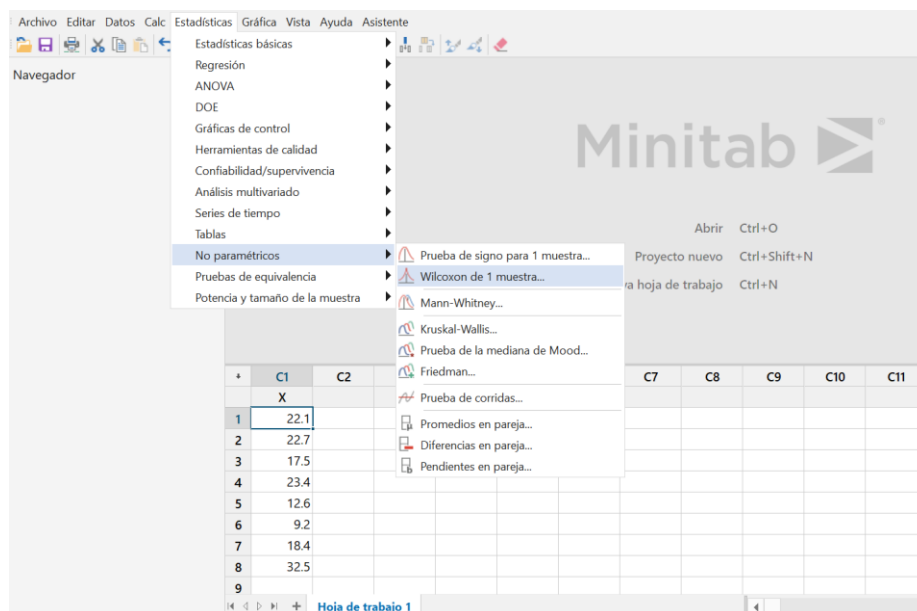 Archivo Editar Datos Calc Estadísticas Gráfica Vista Ayuda Asistente
Navegador
Estadísticas básicas
Regresión
ANOVA
DOE
Gráficas de control
Herramientas de calidad
Confiabilidad/supervivencia
Análisis multivariado
Series de tiempo
Tablas
No paramétricos
Pruebas de equivalencia
Potencia y tamaño de la muestra
Prueba de signo para 1 muestra...
Wilcoxon de 1 muestra...
Mann-Whitney...
Kruskal-Wallis...
Prueba de la mediana de Mood...
Friedman...
Prueba de corridas...
Promedios en pareja...
Diferencias en pareja...
Pendientes en pareja...
Minitab
Abrir Ctrl+O
Proyecto nuevo Ctrl+Shift+N
va hoja de trabajo Ctrl+N
+ C1 C2 C7 C8 C9 C10 C11
X
1 22.1
2 22.7
3 17.5
4 23.4
5 12.6
6 9.2
7 18.4
8 32.5
9
+ Hoja de trabajo 1